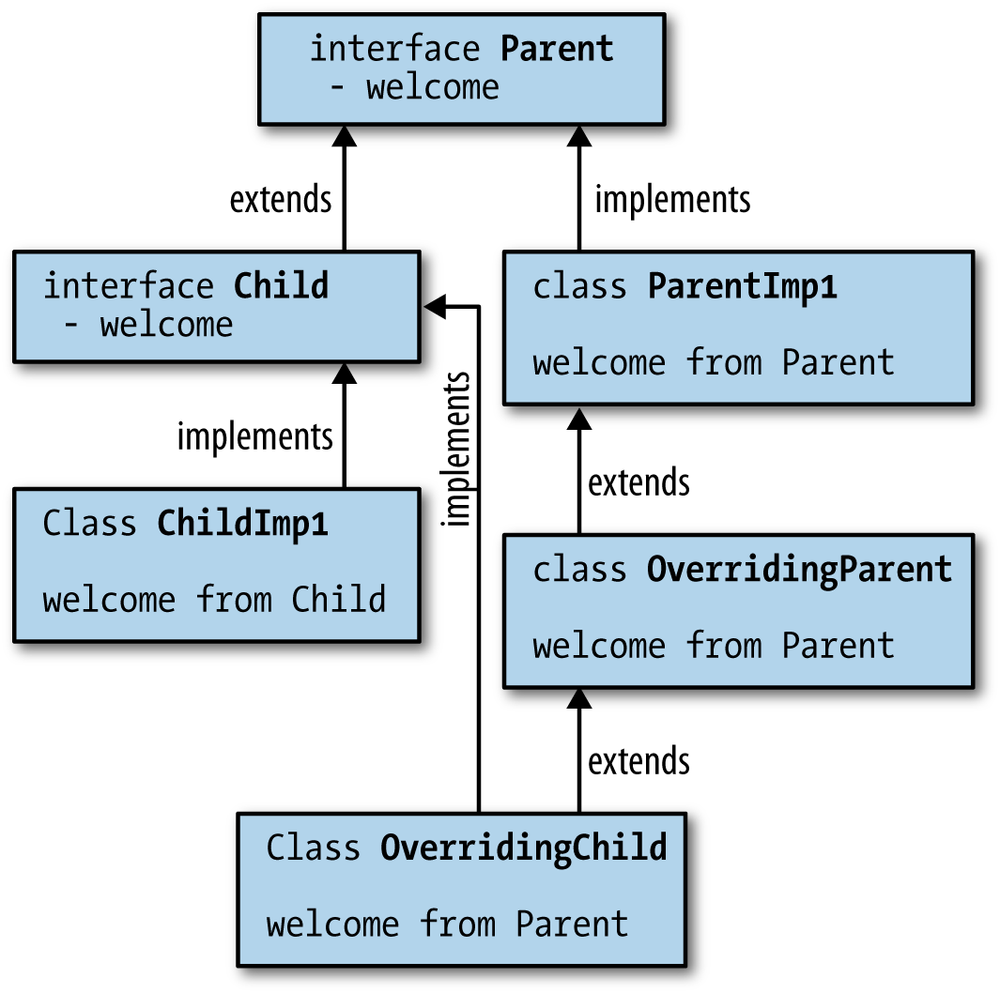 interface Parent
- welcome
extends
implements
interface Child
- welcome
class ParentImp1
welcome from Parent
implements
implements
extends
Class ChildImp1
welcome from Child
class OverridingParent
welcome from Parent
extends
Class OverridingChild
welcome from Parent